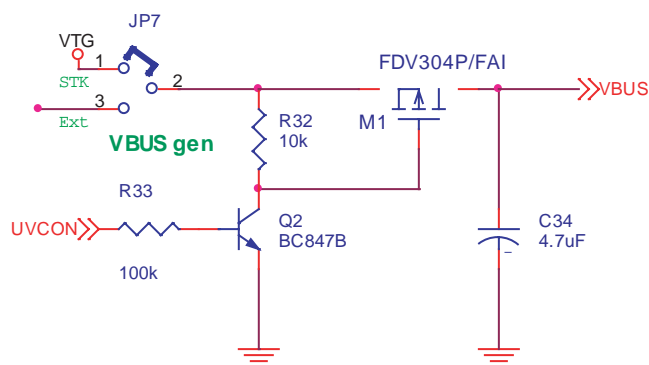 JP7
VTG
1
STK
2
3
Ext
VBUS gen
FDV304P/FAI
VBUS
R32
10k
M1
R33
UVCON
100k
Q2
BC847B
C34
4.7uF